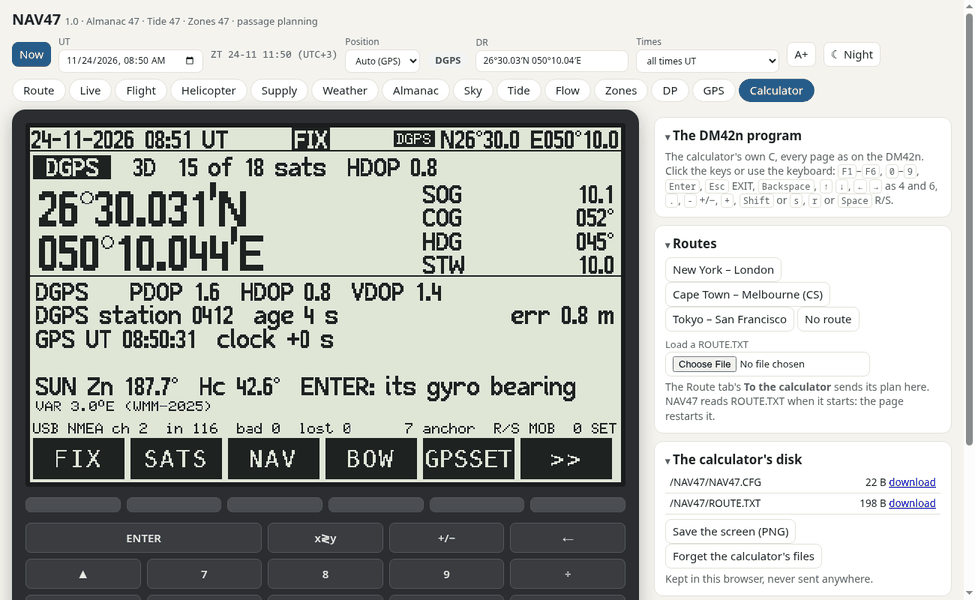 NAV47 1.0 · Almanac 47 · Tide 47 · Zones 47 · passage planning
UT Position DR Times
Now 11/24/2026, 08:50 AM ZT 24-11 11:50 (UTC+3) Auto (GPS) DGPS 26°30.03'N 050°10.04'E all times UT A+ ☾ Night
Route Live Flight Helicopter Supply Weather Almanac Sky Tide Flow Zones DP GPS Calculator
24-11-2026 08:51 UT FIX DGPS N26°30.0 E050°10.0
DGPS 3D 15 of 18 sats HDOP 0.8
26°30.031'N
050°10.044'E
SOG 10.1
COG 052°
HDG 045°
STW 10.0
DGPS PDOP 1.6 HDOP 0.8 VDOP 1.4
DGPS station 0412 age 4 s err 0.8 m
GPS UT 08:50:31 clock +0 s
SUN Zn 187.7° Hc 42.6° ENTER: its gyro bearing
VAR 3.0°E (WMM-2025)
USB NMEA ch 2 in 116 bad 0 lost 0 7 anchor R/S MOB 0 SET
FIX SATS NAV BOW GPSSET >>
ENTER x≷y +/− ←
▲ 7 8 9 ÷
▾ The DM42n program
The calculator's own C, every page as on the DM42n.
Click the keys or use the keyboard: F1 – F6 , 0 – 9 ,
Enter , Esc EXIT, Backspace , ↑ ↓ , ← → as 4 and 6,
. , - +/−, + , Shift or s , r or Space R/S.
▾ Routes
New York – London
Cape Town – Melbourne (CS)
Tokyo – San Francisco No route
Load a ROUTE.TXT
Choose File No file chosen
The Route tab's To the calculator sends its plan here.
NAV47 reads ROUTE.TXT when it starts: the page
restarts it.
▾ The calculator's disk
/NAV47/NAV47.CFG 22 B download
/NAV47/ROUTE.TXT 198 B download
Save the screen (PNG)
Forget the calculator's files
Kept in this browser, never sent anywhere.